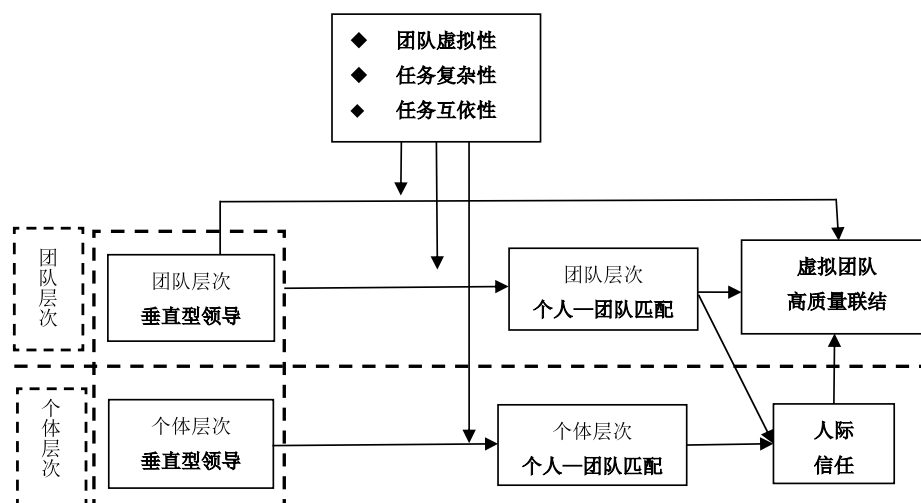 团队虚拟性
任务复杂性
任务互依性
团队层次
团队层次
垂直型领导
团队层次
个人—团队匹配
虚拟团队
高质量联结
个体层次
个体层次
垂直型领导
个体层次
个人—团队匹配
人际
信任